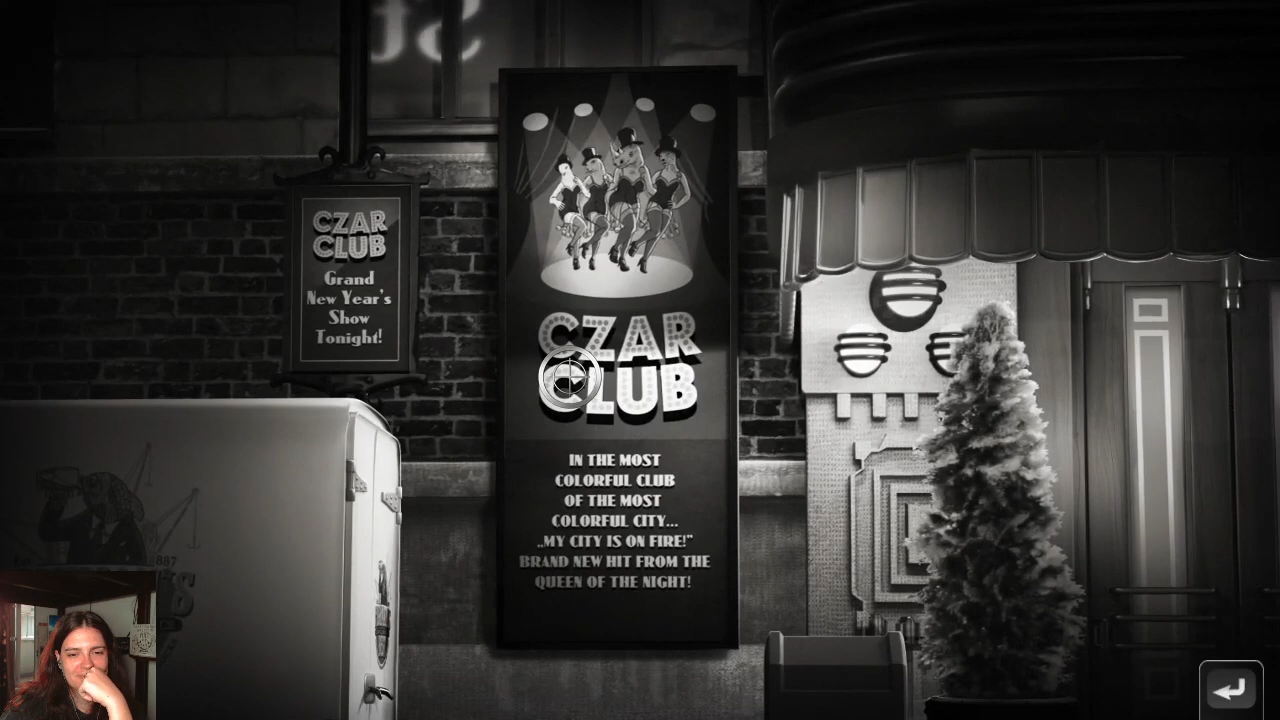 CZAR
CLUB
Grand
New Year's
Show
Tonight!
CZAR
CLUB
IN THE MOST
COLORFUL CLUB
OF THE MOST
COLORFUL CITY...
„MY CITY IS ON FIRE!"
BRAND NEW HIT FROM THE
QUEEN OF THE NIGHT!
887